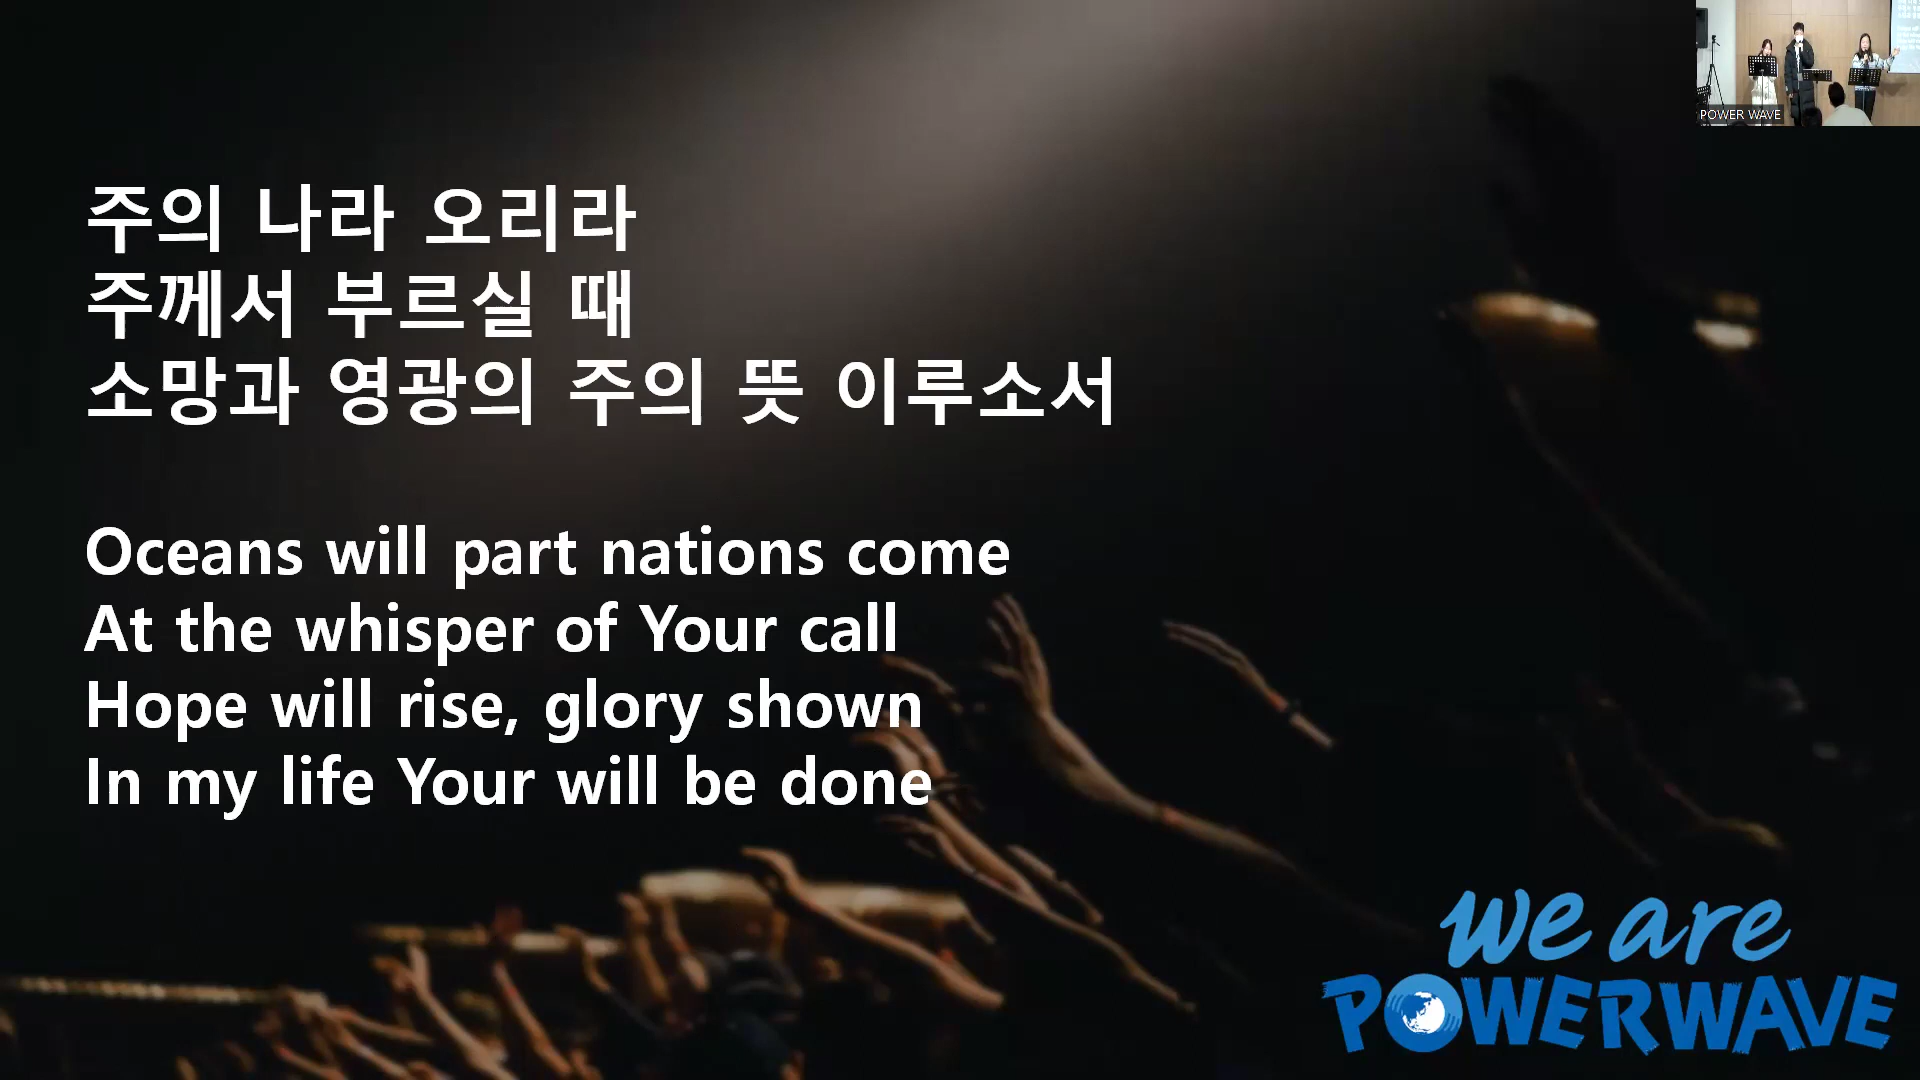 POWER WAVE
주의 나라 오리라
주께서 부르실 때
소망과 영광의 주의 뜻 이루소서
Oceans will part nations come
At the whisper of Your call
Hope will rise, glory shown
In my life Your will be done
we are
POWERWAVE